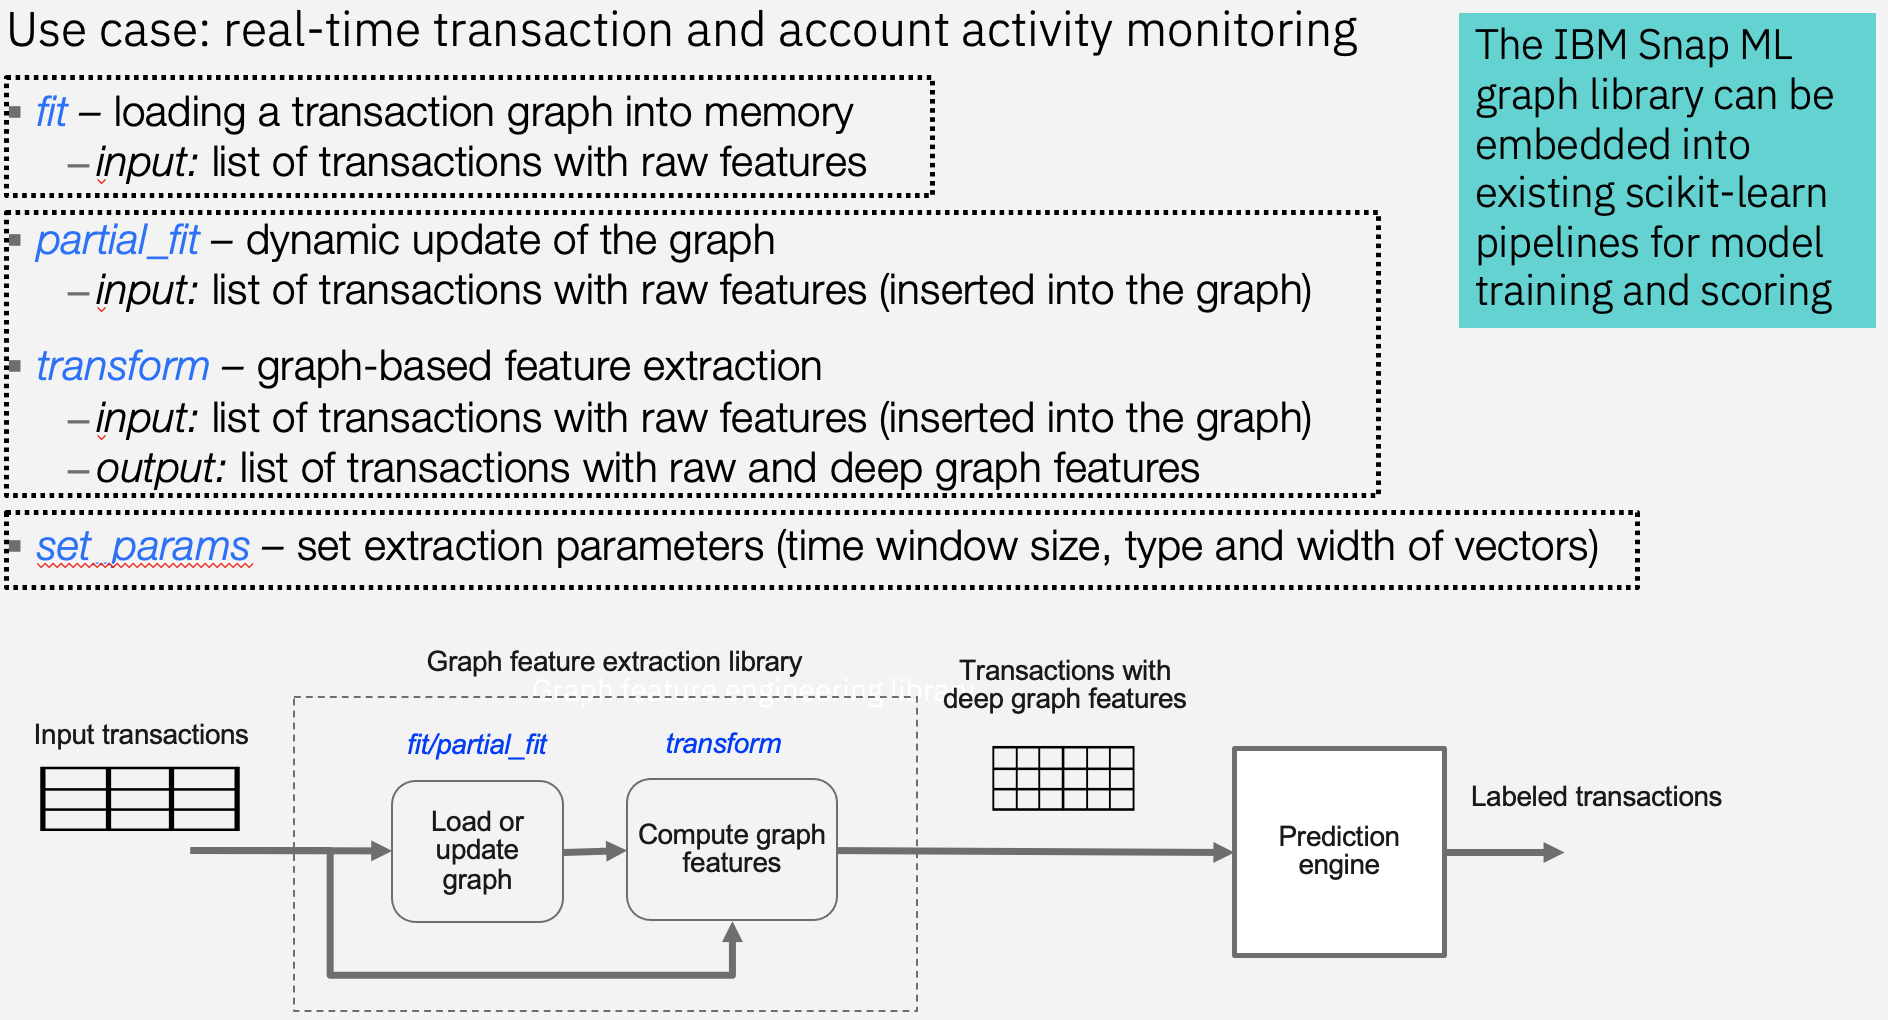 Use case: real-time transaction and account activity monitoring
The IBM Snap ML
graph library can be
embedded into
existing scikit-learn
pipelines for model
training and scoring
▪ fit – loading a transaction graph into memory
– input: list of transactions with raw features
▪ partial_fit – dynamic update of the graph
– input: list of transactions with raw features (inserted into the graph)
▪ transform – graph-based feature extraction
– input: list of transactions with raw features (inserted into the graph)
– output: list of transactions with raw and deep graph features
▪ set_params – set extraction parameters (time window size, type and width of vectors)
Graph feature extraction library
Graph feature engineering library
Transactions with
deep graph features
Input transactions
fit/partial_fit
transform
Load or
update
graph
Compute graph
features
Prediction
engine
Labeled transactions